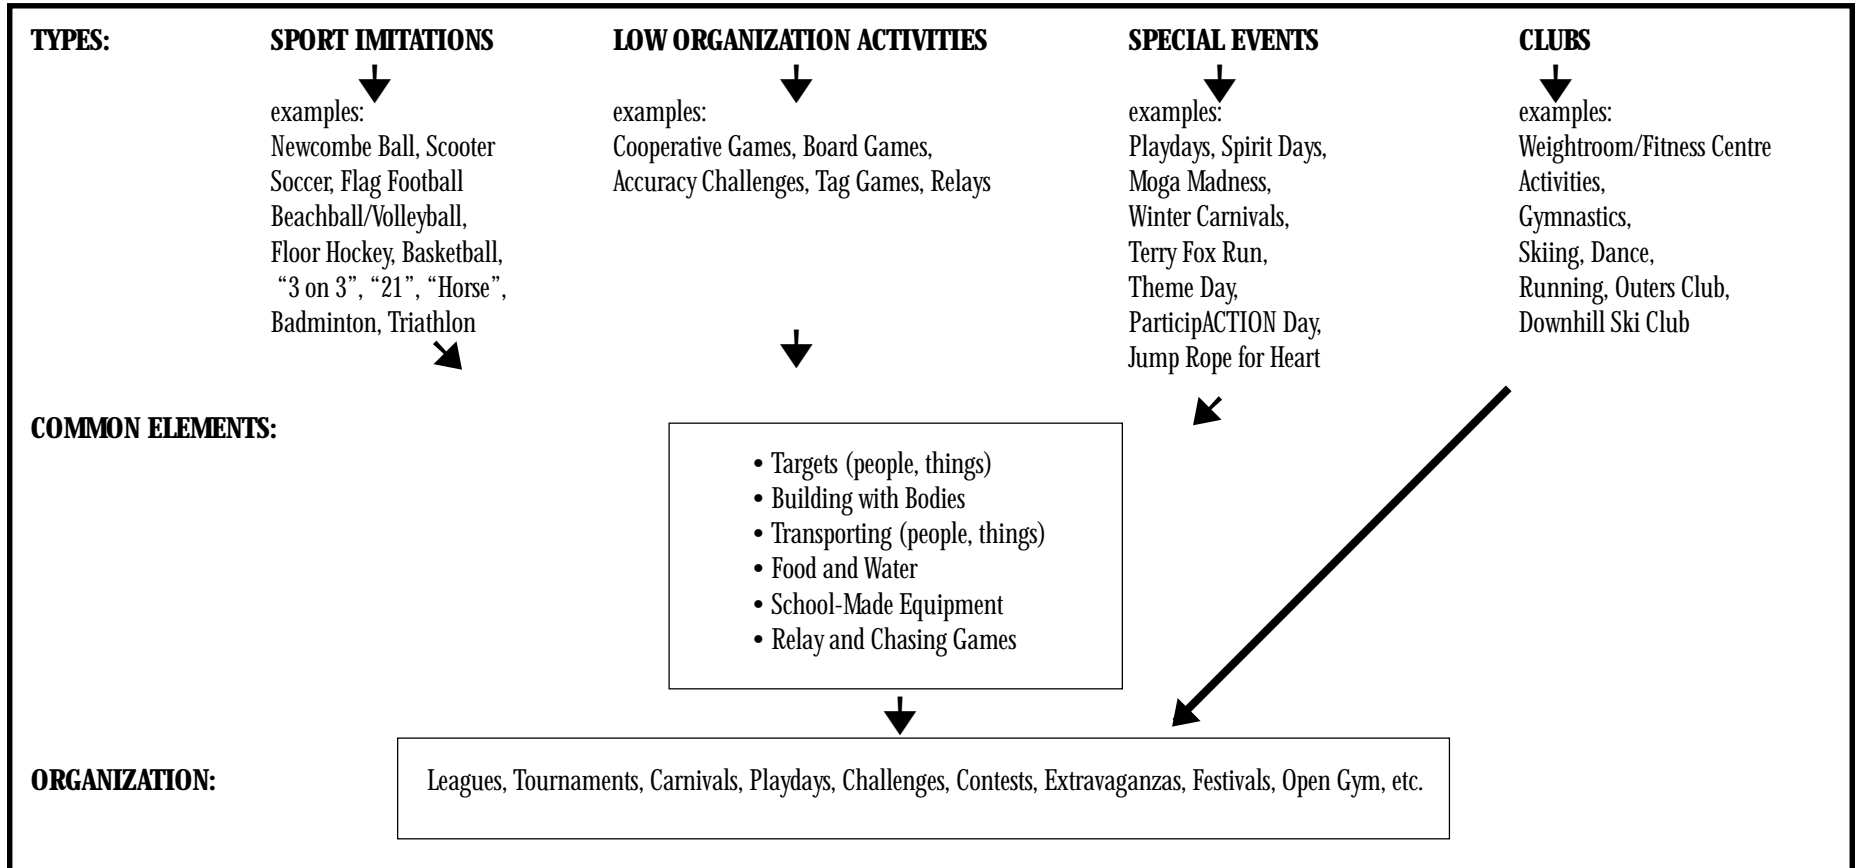 TYPES:
SPORT IMITATIONS
examples:
Newcombe Ball, Scooter
Soccer, Flag Football
Beachball/Volleyball,
Floor Hockey, Basketball,
“3 on 3”, “21”, “Horse”,
Badminton, Triathlon
LOW ORGANIZATION ACTIVITIES
examples:
Cooperative Games, Board Games,
Accuracy Challenges, Tag Games, Relays
SPECIAL EVENTS
examples:
Playdays, Spirit Days,
Moga Madness,
Winter Carnivals,
Terry Fox Run,
Theme Day,
ParticipACTION Day,
Jump Rope for Heart
CLUBS
examples:
Weightroom/Fitness Centre
Activities,
Gymnastics,
Skiing, Dance,
Running, Outers Club,
Downhill Ski Club
COMMON ELEMENTS:
• Targets (people, things)
• Building with Bodies
• Transporting (people, things)
• Food and Water
• School-Made Equipment
• Relay and Chasing Games
ORGANIZATION:
Leagues, Tournaments, Carnivals, Playdays, Challenges, Contests, Extravaganzas, Festivals, Open Gym, etc.